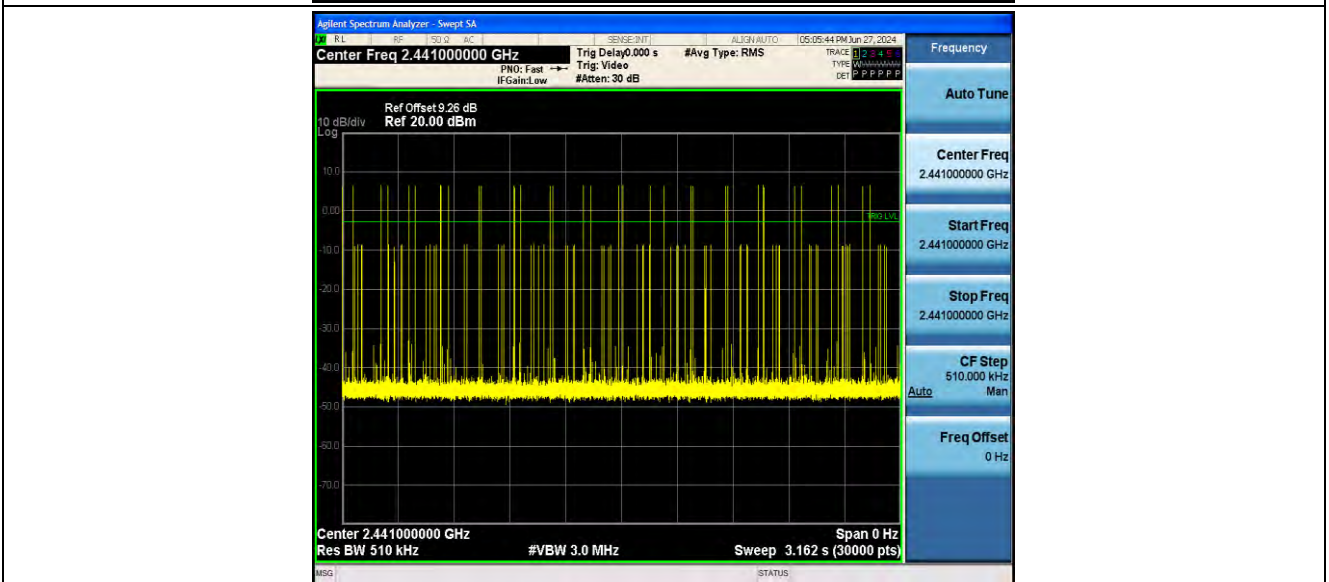 Agilent Spectrum Analyzer - Swept SA
RL RF 50 Ω AC SENSE:INT ALIGN AUTO 05:05:44 PM Jun 27, 2024
Center Freq 2.441000000 GHz
PNO: Fast
IFGain:Low
Trig Delay0.000 s
Trig: Video
#Atten: 30 dB
#Avg Type: RMS
TRACE 1 2 3 4 5
TYPE
DET P P P P P P
Ref Offset 9.26 dB
10 dB/div Ref 20.00 dBm
Log
10.0
0.00
TRIG LVL
-10.0
-20.0
-30.0
-40.0
-50.0
-60.0
-70.0
Center 2.441000000 GHz Span 0 Hz
Res BW 510 kHz #VBW 3.0 MHz Sweep 3.162 s (30000 pts)
MSG STATUS
Frequency
Auto Tune
Center Freq
2.441000000 GHz
Start Freq
2.441000000 GHz
Stop Freq
2.441000000 GHz
CF Step
510.000 kHz
Auto Man
Freq Offset
0 Hz